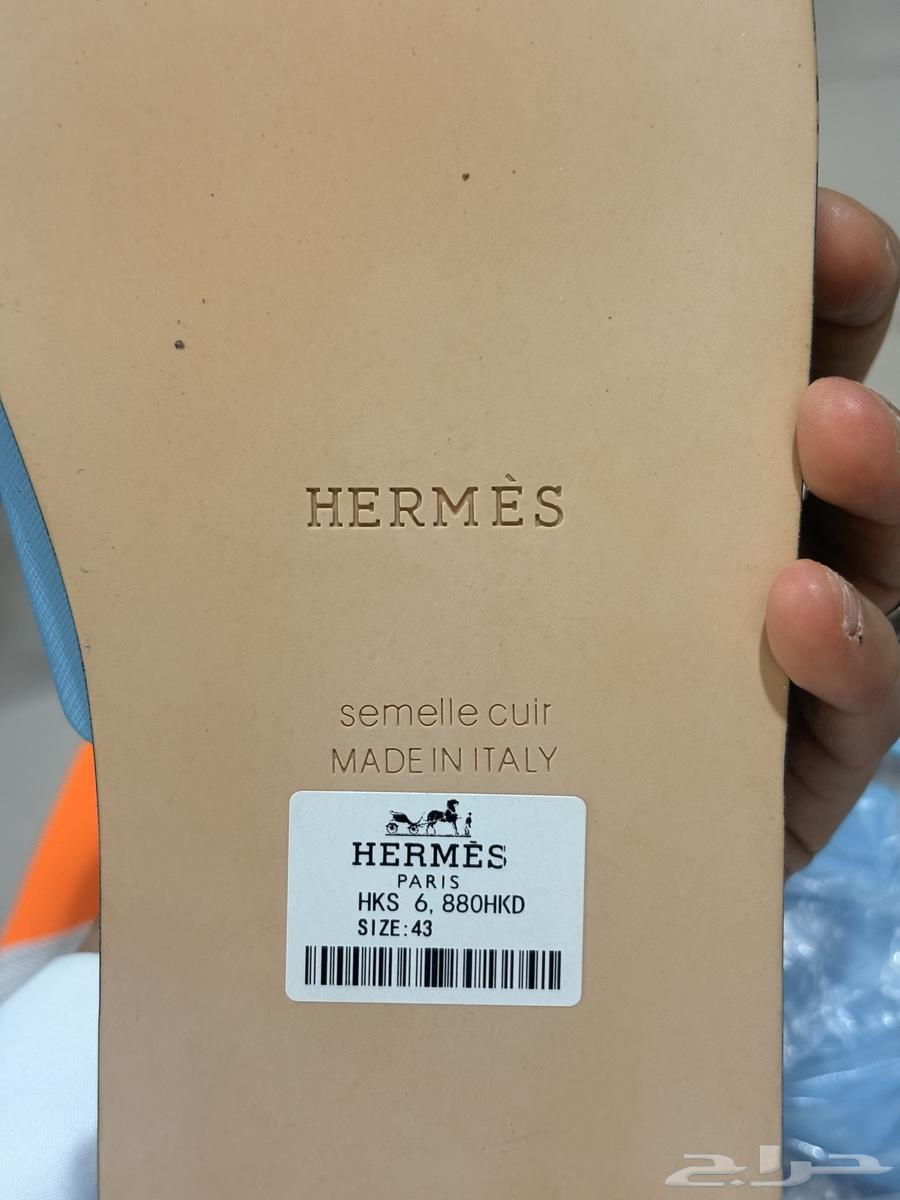 HERMÈS
semelle cuir
MADE IN ITALY
HERMÈS
PARIS
HKS 6,880HKD
SIZE:43
حراج